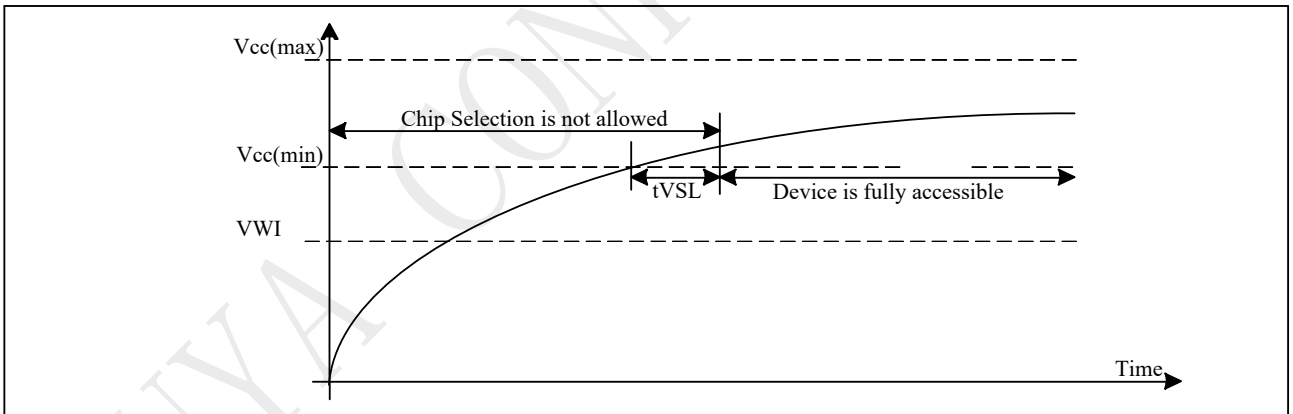 Vcc(max)
Chip Selection is not allowed
Vcc(min)
tVSL
Device is fully accessible
VWI
Time